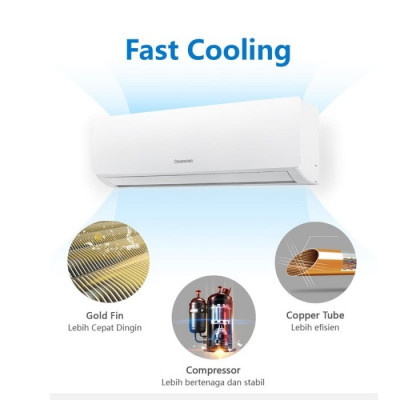 Fast Cooling
Gold Fin
Lebih Cepat Dingin
Copper Tube
Lebih efisien
Compressor
Lebih bertenaga dan stabil